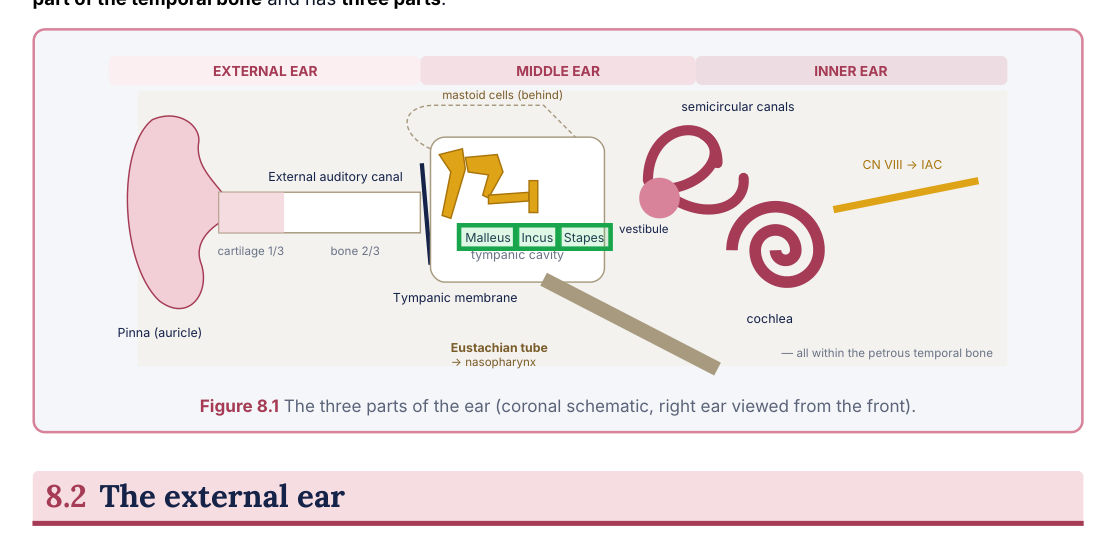 part of the temporal bone and has three parts.
EXTERNAL EAR
MIDDLE EAR
INNER EAR
mastoid cells (behind)
semicircular canals
CN VIII → IAC
External auditory canal
Malleus
Incus
Stapes
vestibule
cartilage 1/3
bone 2/3
tympanic cavity
Tympanic membrane
cochlea
Pinna (auricle)
Eustachian tube
→ nasopharynx
— all within the petrous temporal bone
Figure 8.1 The three parts of the ear (coronal schematic, right ear viewed from the front).
8.2 The external ear